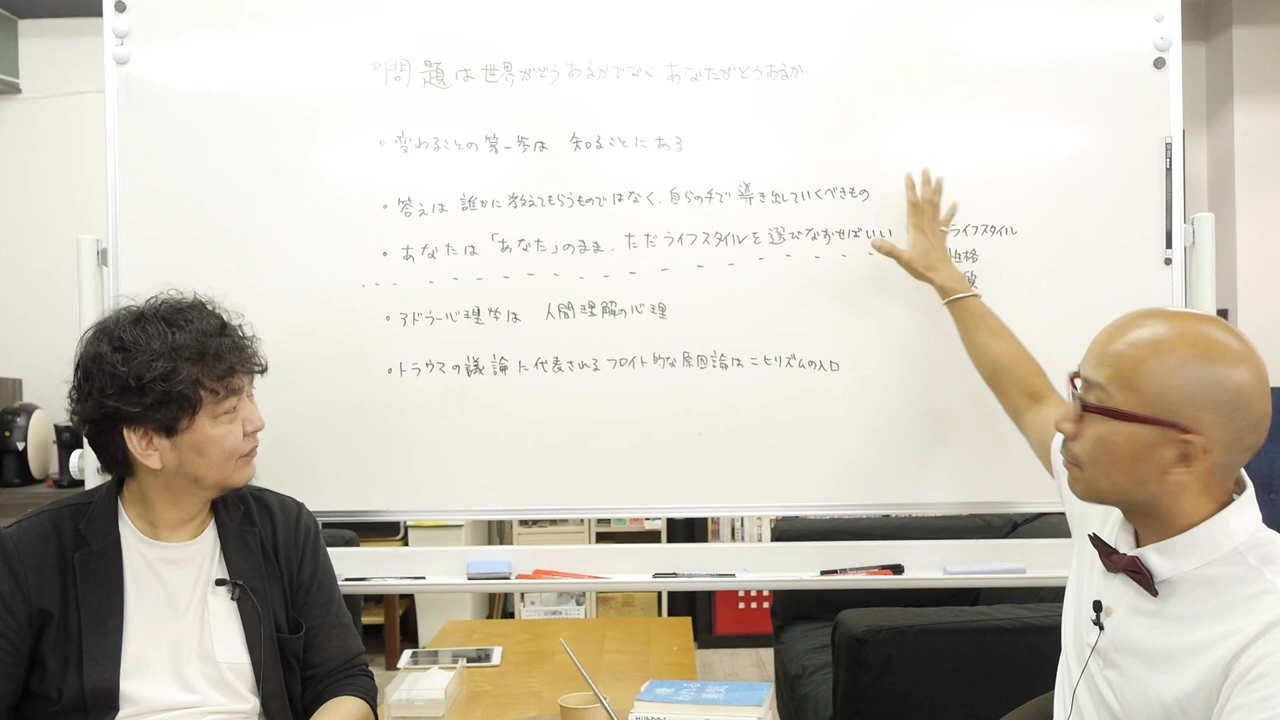 ・問題は世界がどうあるかでなく、あなたがどうあるか
・変わることの第一歩は 知ることにある
・答えは 誰かに教えてもらうものではなく、自らの手で 導き出していくべきもの
・あなたは「あなた」のまま、ただライフスタイルを選びなおせばいい
ライフスタイル
性格
・アドラー心理学は 人間理解の心理
・トラウマの議論に代表されるフロイト的な原因論はニヒリズムの入口
嫌われる
勇気